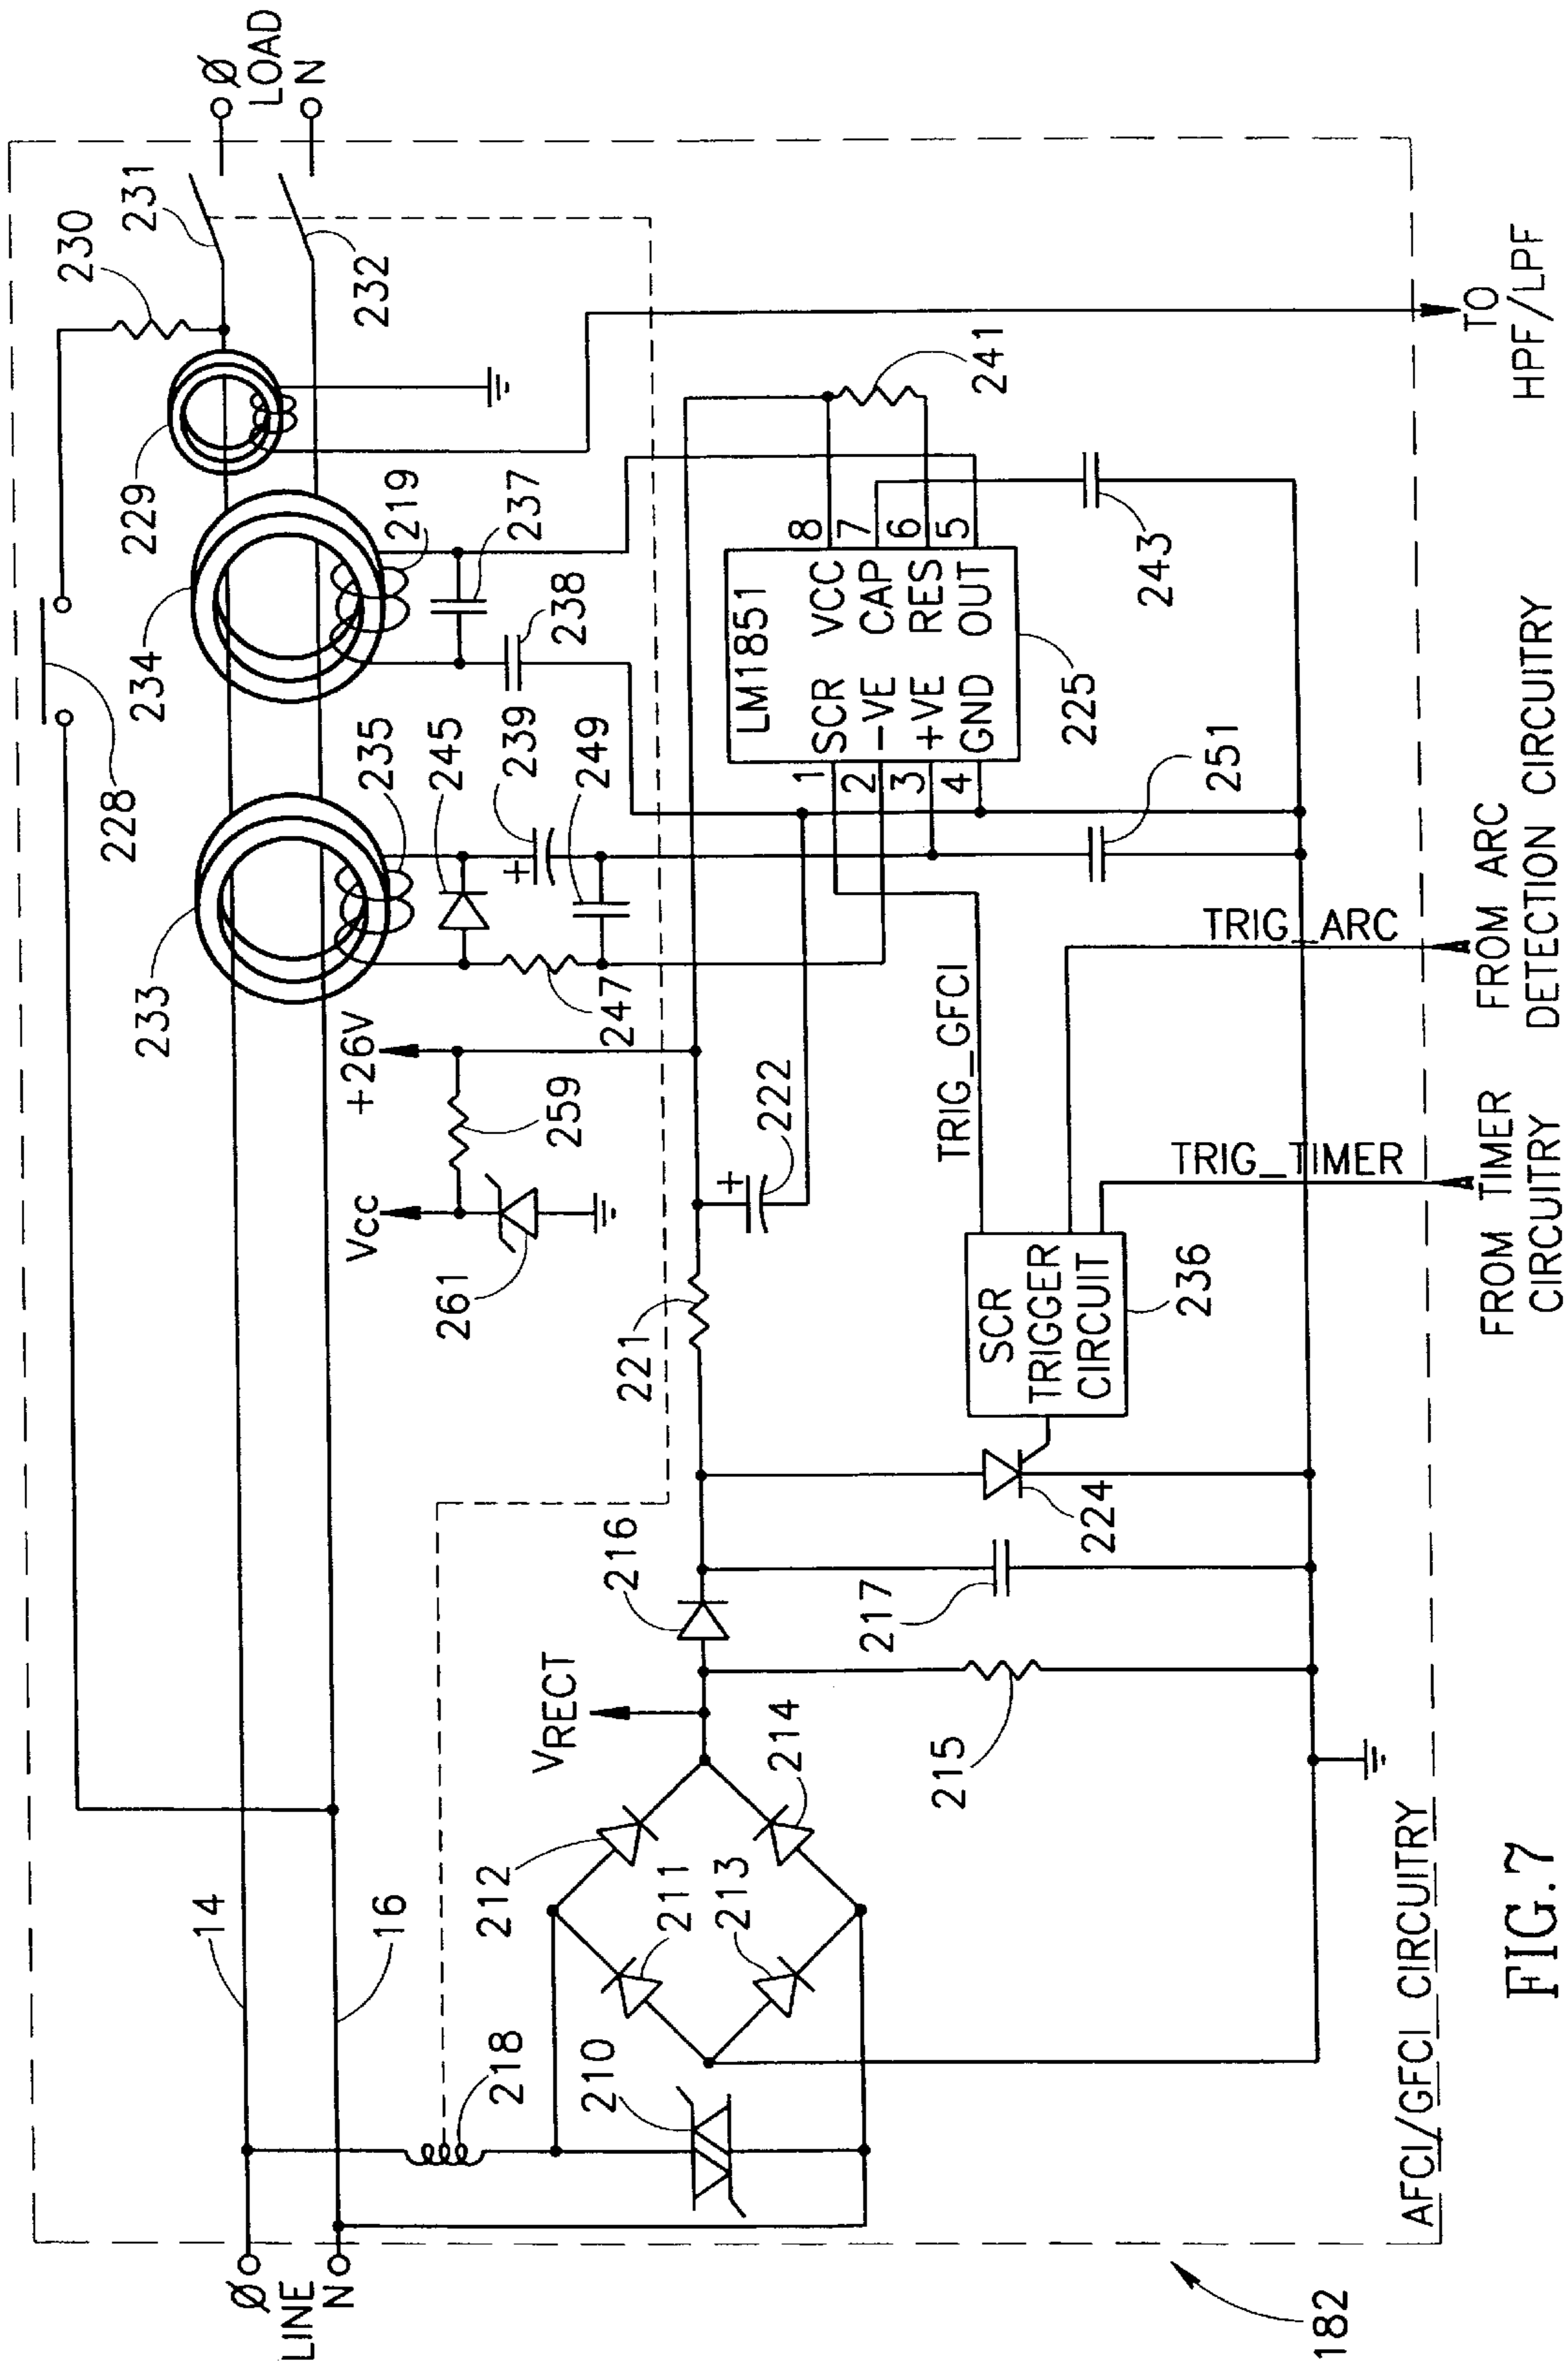 182
AFCI/GFCI CIRCUITRY
Ø
LINE
N
14
16
218
210
211
212
213
214
VRECT
215
216
217
224
221
222
261
VCC
259
+26V
233
235
245
239
249
247
228
234
219
237
238
229
230
231
232
Ø
LOAD
N
LM1851
1 SCR VCC 8
2 -VE CAP 7
3 +VE RES 6
4 GND OUT 5
225
241
243
251
SCR
TRIGGER
CIRCUIT
236
TRIG_GFCI
TRIG_ARC
TRIG_TIMER
FROM TIMER
CIRCUITRY
FROM ARC
DETECTION CIRCUITRY
TO
HPF/LPF
FIG.7